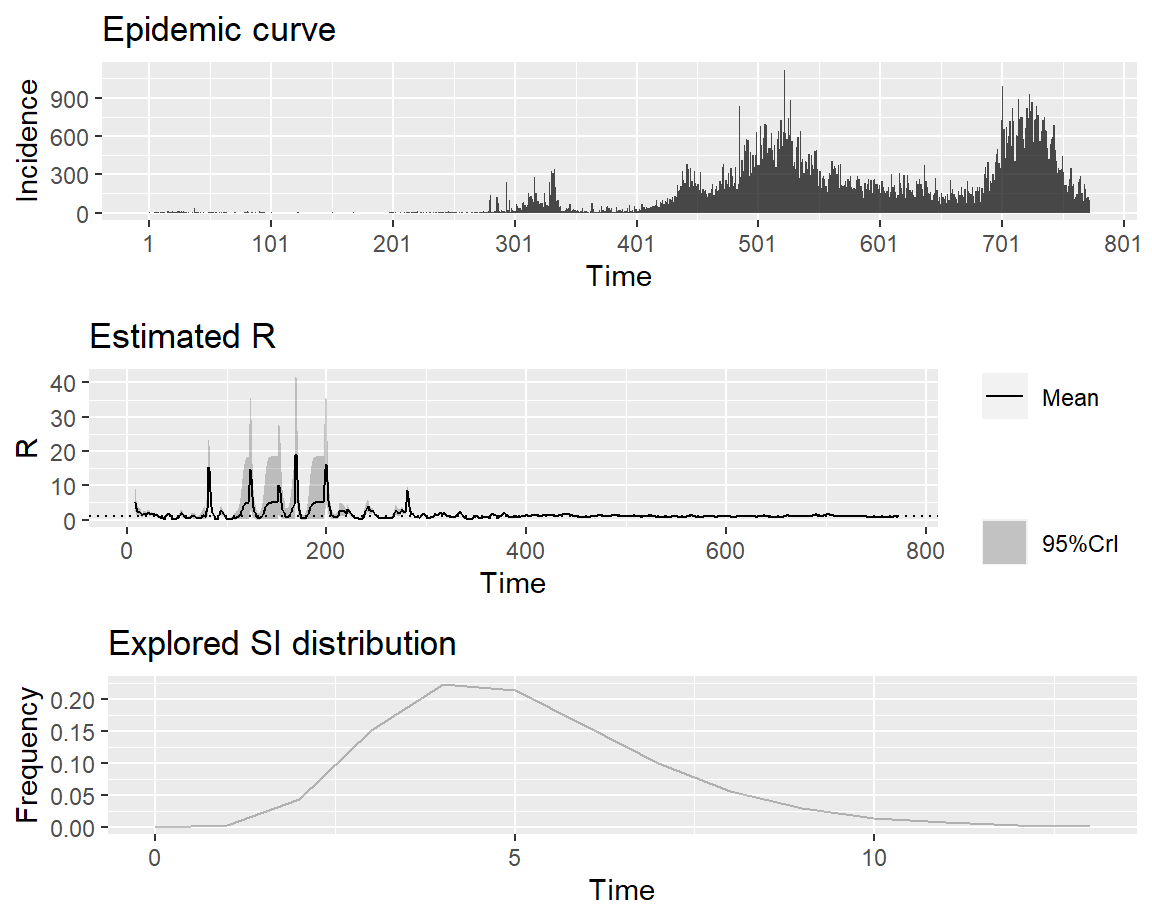 Epidemic curve
Incidence
900
600
300
0
1 101 201 301 401 501 601 701 801
Time
Estimated R
R
40
30
20
10
0
0 200 400 600 800
Time
Mean
95%CrI
Explored SI distribution
Frequency
0.20
0.15
0.10
0.05
0.00
0 5 10
Time